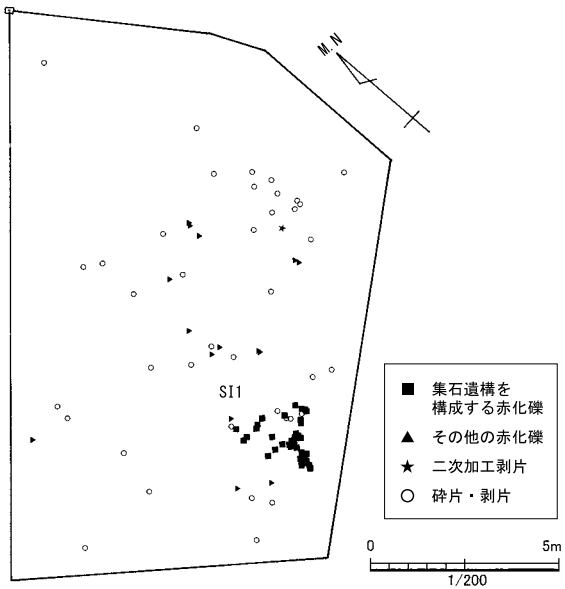 M.N
SI1
集石遺構を
構成する赤化礫
その他の赤化礫
二次加工剥片
砕片・剥片
0 5m
1/200